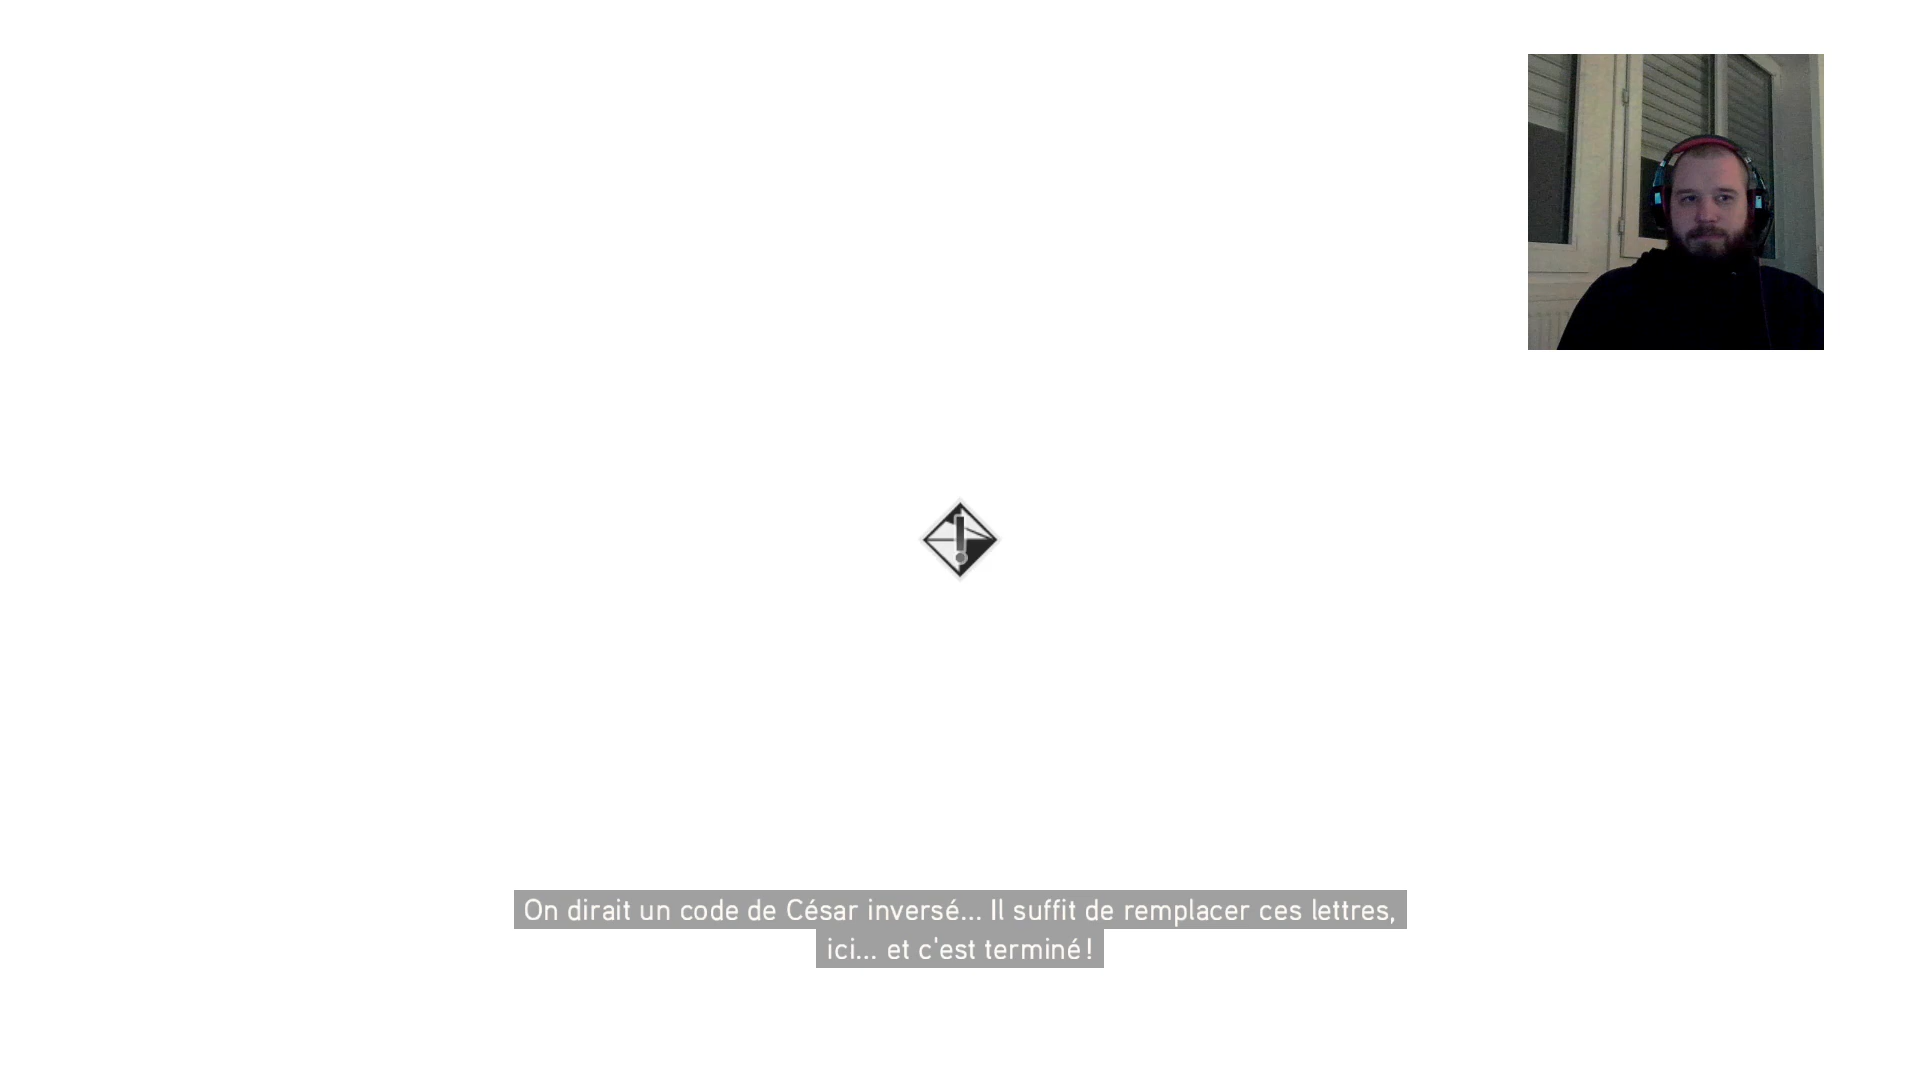 On dirait un code de César inversé... Il suffit de remplacer ces lettres,
ici... et c'est terminé !